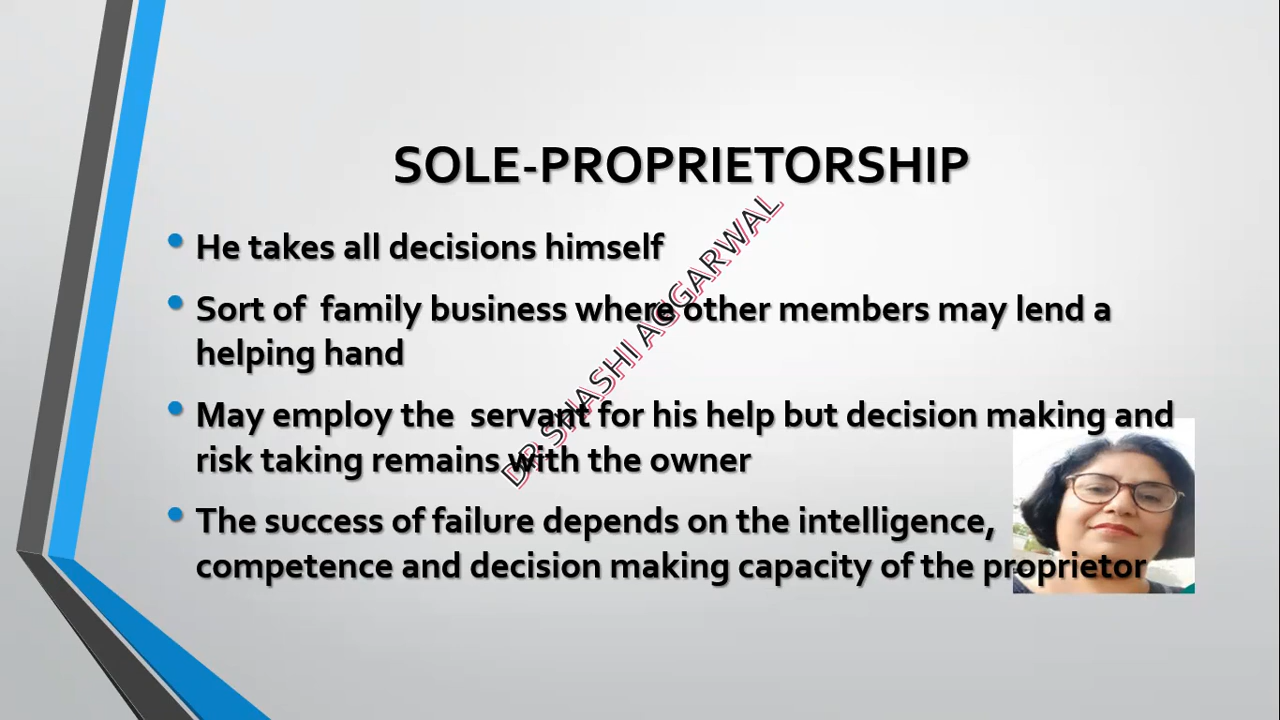 SOLE-PROPRIETORSHIP
He takes all decisions himself
Sort of  family business where other members may lend a
helping hand
May employ the  servant for his help but decision making and
risk taking remains with the owner
The success of failure depends on the intelligence,
competence and decision making capacity of the proprietor
DR SHASHI AGGARWAL